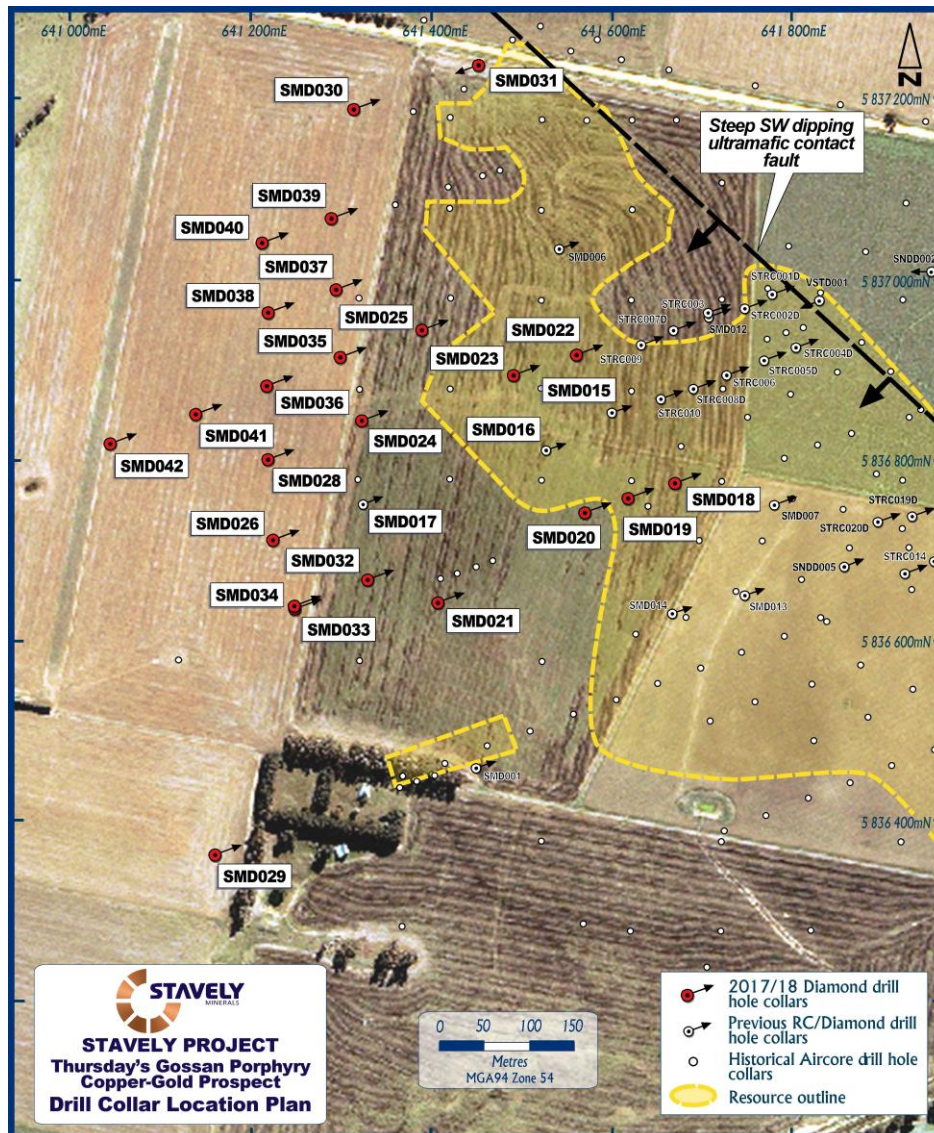 641 000mE
641 200mE
641 400mE
641 600mE
641 800mE
N
SMD031
SMD030
5 837 200mN
Steep SW dipping
ultramafic contact
fault
SMD039
SMD040
SMD006
SNDD002
SMD037
STRC001D
VSTD001
5 837 000mN
SMD038
SMD025
SMD022
STRC003
STRC007D
STRC002D
SMD012
SMD035
SMD023
SMD015
STRC009
STRC004D
STRC005D
STRC006
SMD036
STRC008D
STRC010
SMD041
SMD024
SMD016
SMD042
SMD028
5 836 800mN
SMD018
STRC019D
SMD017
SMD019
SMD007
SMD026
SMD020
STRC020D
SMD032
SNDD005
STRC014
SMD034
SMD033
SMD021
SMD014
SMD013
5 836 600mN
SMD001
5 836 400mN
SMD029
STAVELY
MINERALS
STAVELY PROJECT
Thursday's Gossan Porphyry
Copper-Gold Prospect
Drill Collar Location Plan
0 50 100 150
Metres
MGA94 Zone 54
2017/18 Diamond drill
hole collars
Previous RC/Diamond drill
hole collars
Historical Aircore drill hole
collars
Resource outline